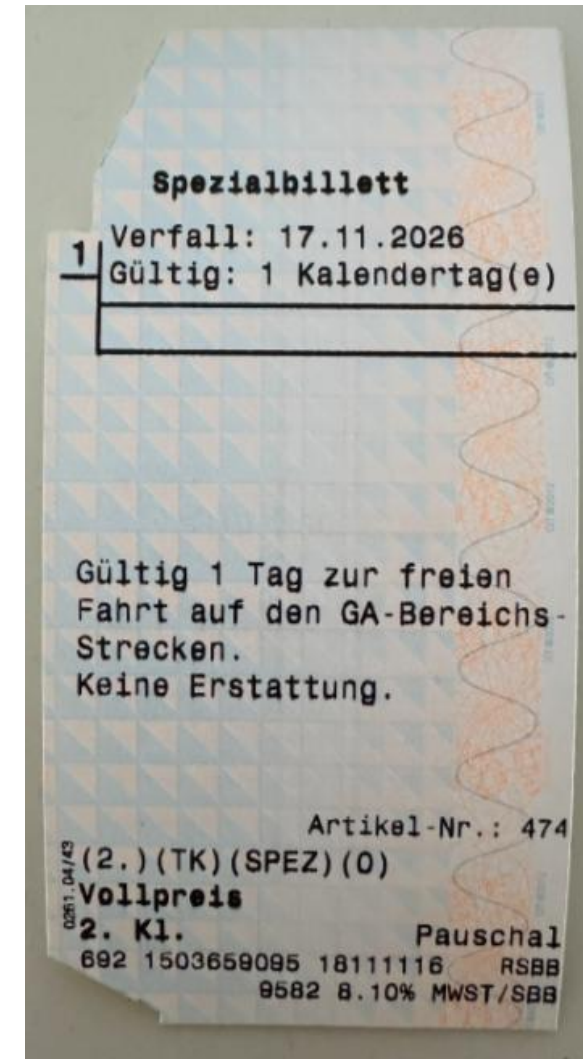 Spezialbillett
1
Verfall: 17.11.2026
Gültig: 1 Kalendertag(e)
Gültig 1 Tag zur freien
Fahrt auf den GA-Bereichs-
Strecken.
Keine Erstattung.
Artikel-Nr.: 474
0261.04/43
(2.)(TK)(SPEZ)(0)
Vollpreis
2. Kl. Pauschal
692 1503659095 18111116 RSBB
9582 8.10% MWST/SBB